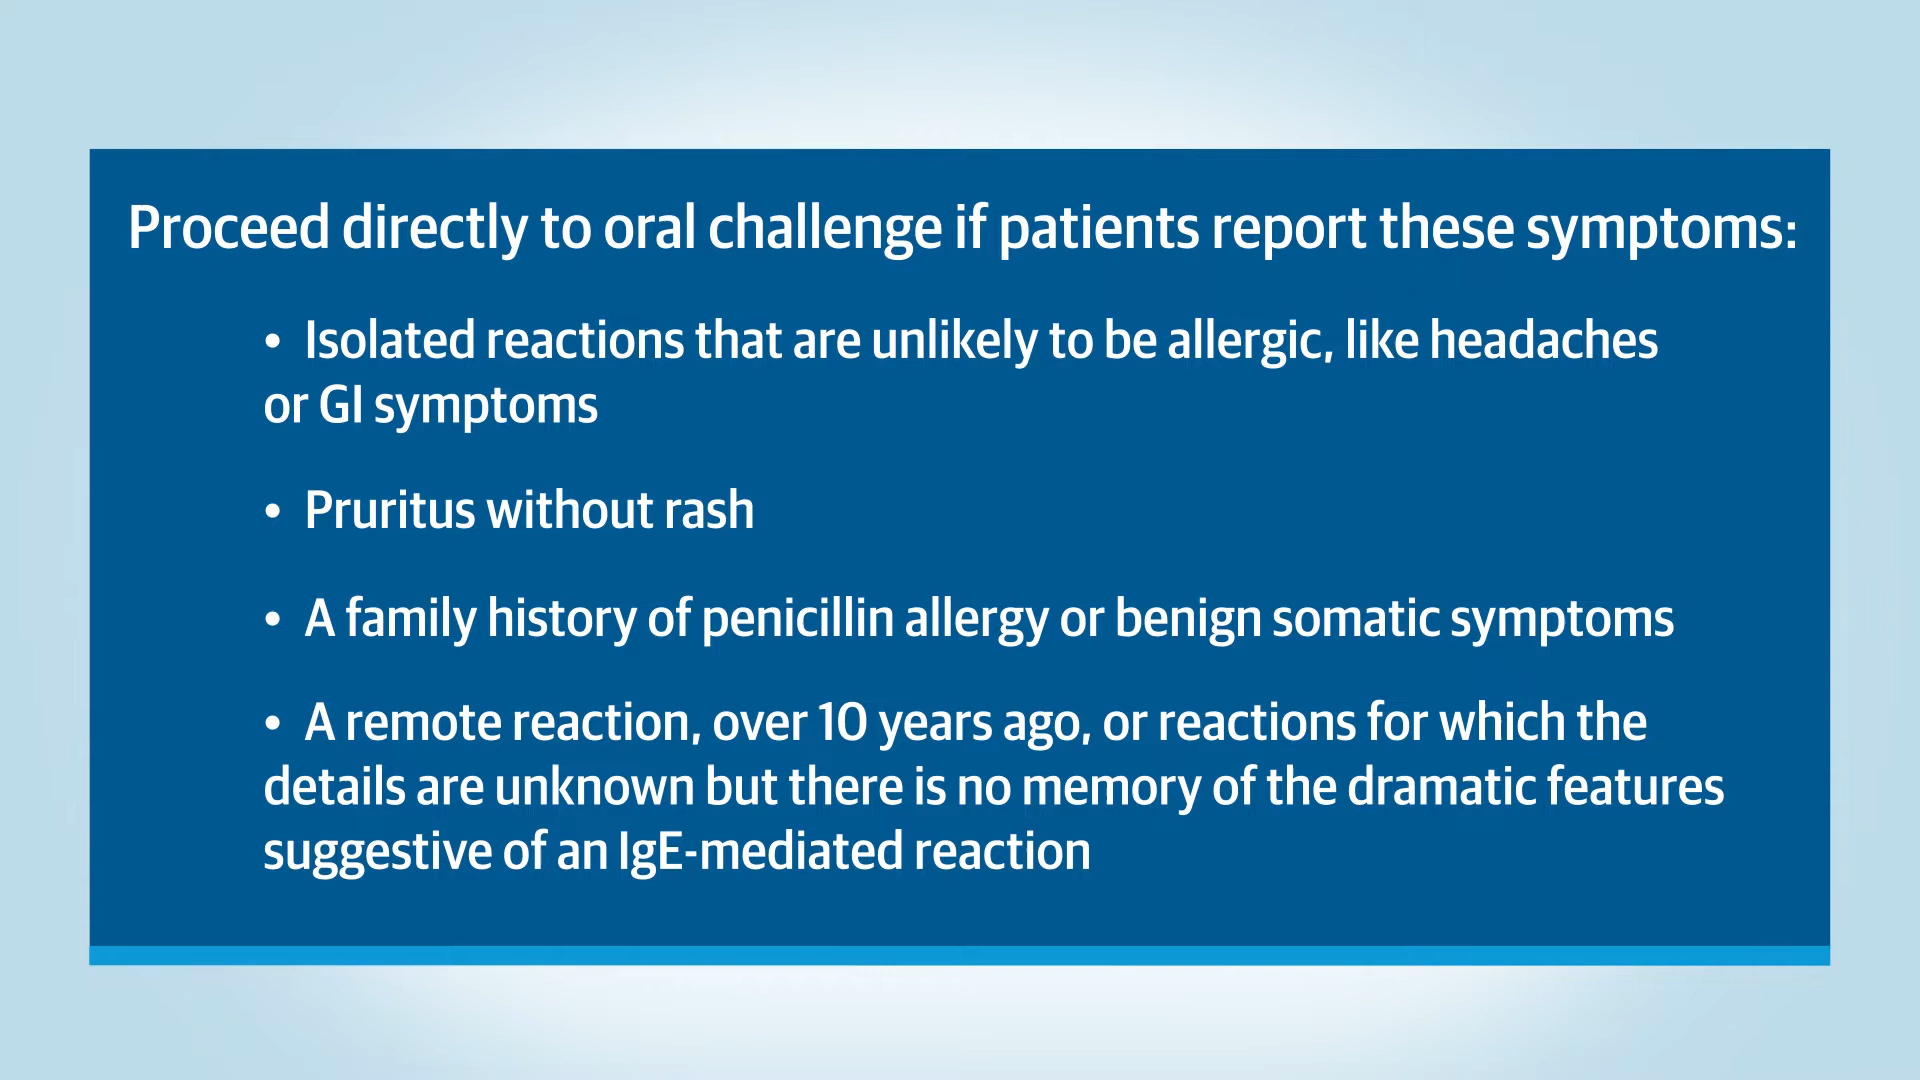 Proceed directly to oral challenge if patients report these symptoms:
• Isolated reactions that are unlikely to be allergic, like headaches
or GI symptoms
• Pruritus without rash
• A family history of penicillin allergy or benign somatic symptoms
• A remote reaction, over 10 years ago, or reactions for which the
details are unknown but there is no memory of the dramatic features
suggestive of an IgE-mediated reaction